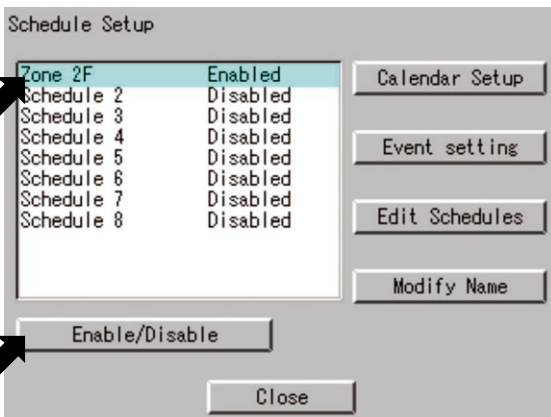 Schedule Setup
Zone 2F Enabled
Schedule 2 Disabled
Schedule 3 Disabled
Schedule 4 Disabled
Schedule 5 Disabled
Schedule 6 Disabled
Schedule 7 Disabled
Schedule 8 Disabled
Calendar Setup
Event setting
Edit Schedules
Modify Name
Enable/Disable
Close